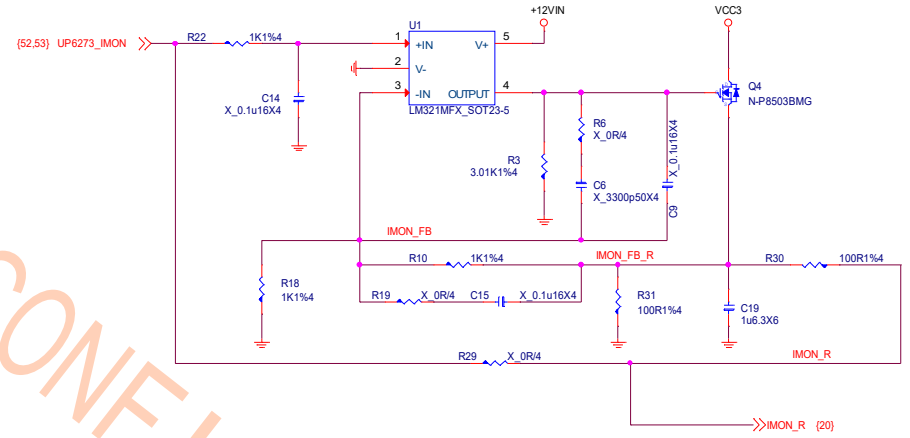 +12VIN
VCC3
{52,53} UP6273_IMON
R22
1K1%4
U1
1
+IN
V+
5
2
V-
3
-IN
OUTPUT
4
LM321MFX_SOT23-5
C14
X_0.1u16X4
Q4
N-P8503BMG
R6
X_0R/4
X_0.1u16X4
C9
R3
3.01K1%4
C6
X_3300p50X4
IMON_FB
R10
1K1%4
IMON_FB_R
R30
100R1%4
R18
1K1%4
R19
X_0R/4
C15
X_0.1u16X4
R31
100R1%4
C19
1u6.3X6
R29
X_0R/4
IMON_R
IMON_R {20}